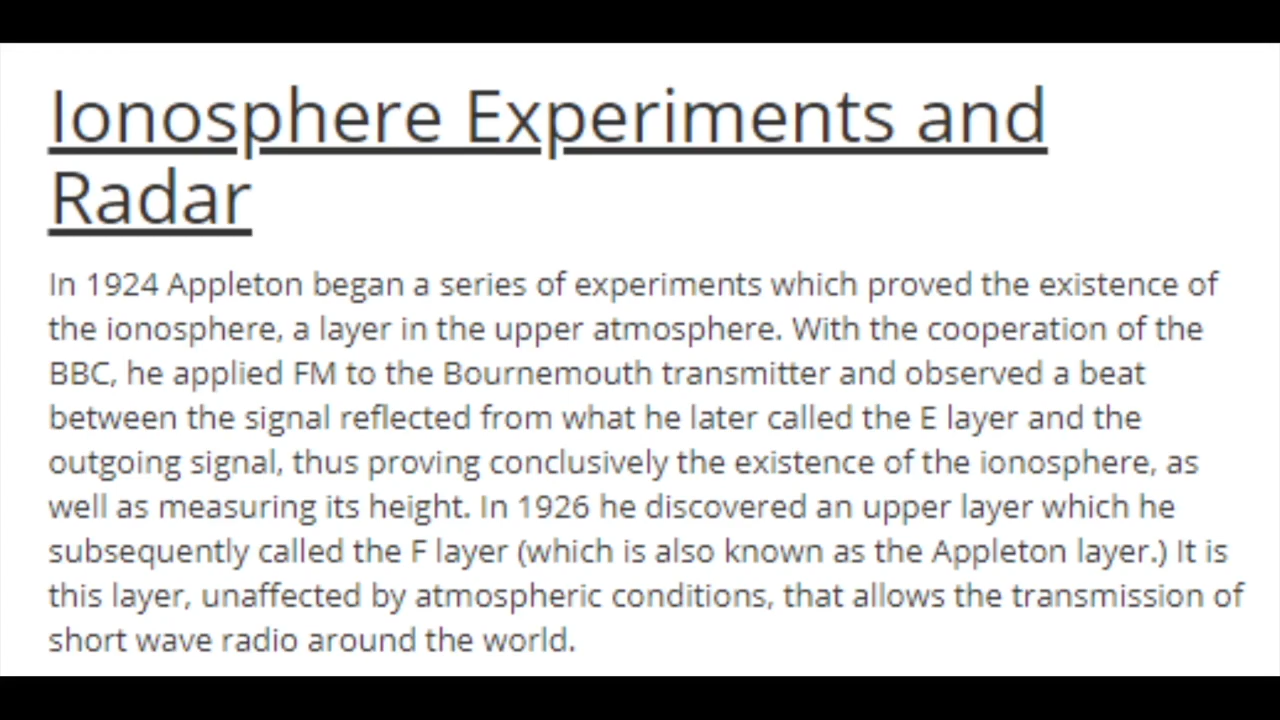 Ionosphere Experiments and
Radar
In 1924 Appleton began a series of experiments which proved the existence of
the ionosphere, a layer in the upper atmosphere. With the cooperation of the
BBC, he applied FM to the Bournemouth transmitter and observed a beat
between the signal reflected from what he later called the E layer and the
outgoing signal, thus proving conclusively the existence of the ionosphere, as
well as measuring its height. In 1926 he discovered an upper layer which he
subsequently called the F layer (which is also known as the Appleton layer.) It is
this layer, unaffected by atmospheric conditions, that allows the transmission of
short wave radio around the world.